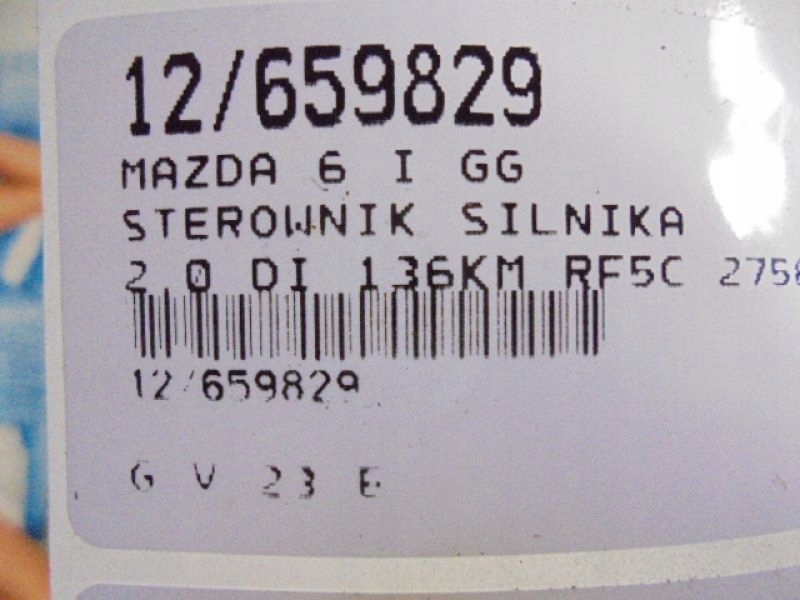 12/659829
MAZDA 6 I GG
STEROWNIK SILNIKA
2.0 DI 136KM RF5C
12/659829
G V 23 E